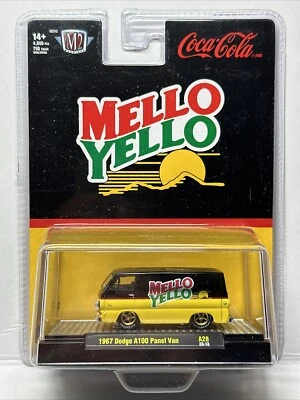 14+
M2
Coca-Cola
MELLO
YELLO
MELLO
YELLO
1967 Dodge A100 Panel Van
A28